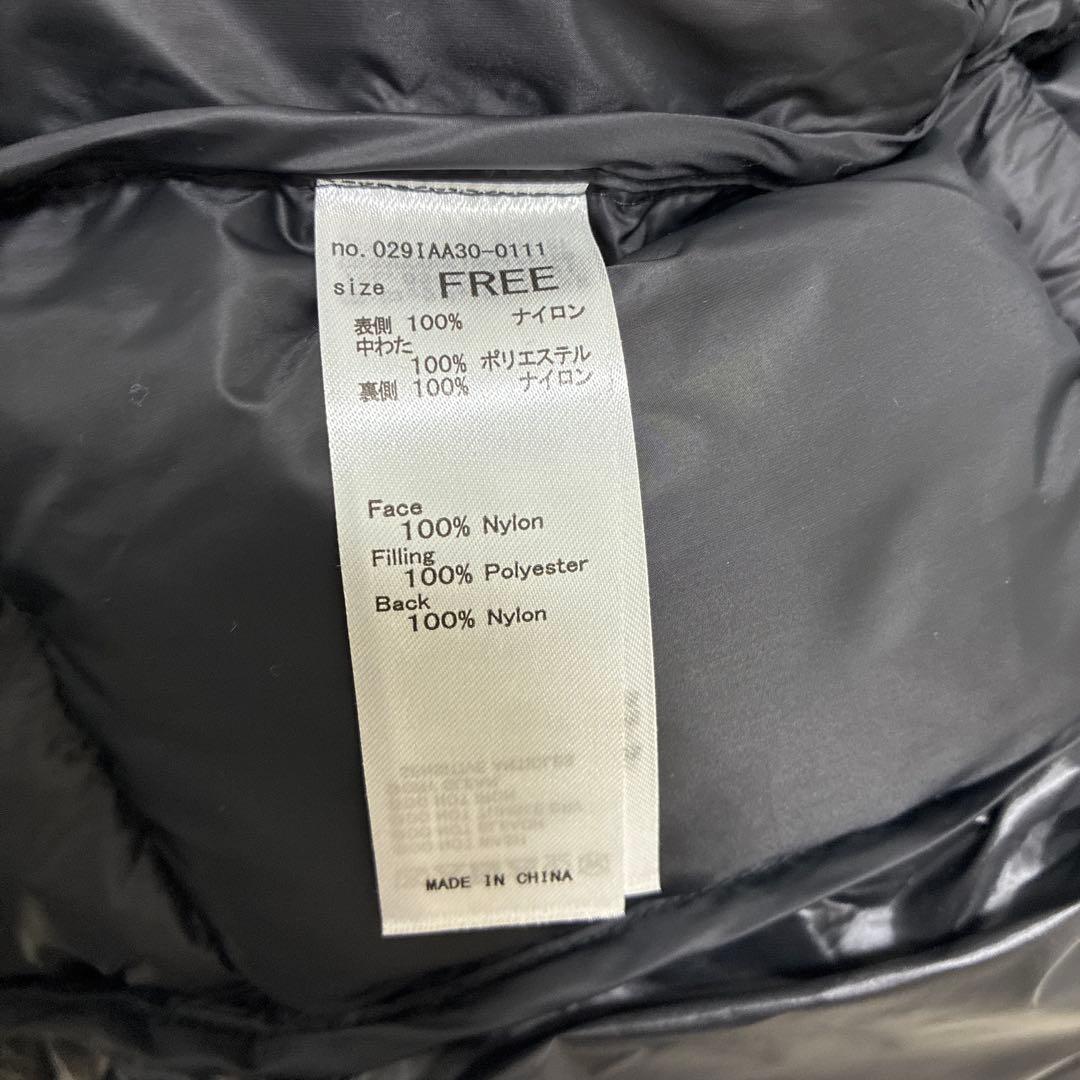 no. 029IAA30-0111
size FREE
表側 100% ナイロン
中わた
100% ポリエステル
裏側 100% ナイロン
Face
100% Nylon
Filling
100% Polyester
Back
100% Nylon
MADE IN CHINA